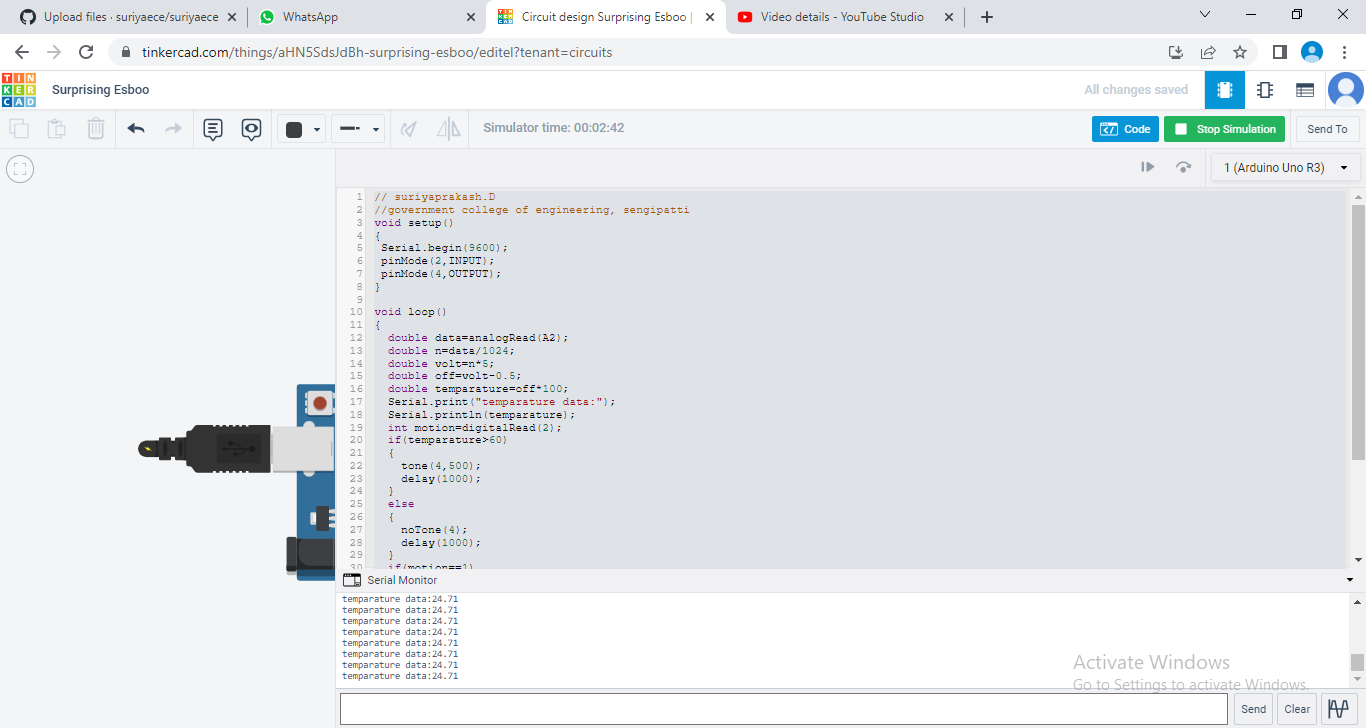 Upload files · suriyaece/suriyaece
WhatsApp
Circuit design Surprising Esboo |
Video details - YouTube Studio
tinkercad.com/things/aHN5SdsJdBh-surprising-esboo/editel?tenant=circuits
TIN
KER
CAD
Surprising Esboo
All changes saved
Simulator time: 00:02:42
Code
Stop Simulation
Send To
1 (Arduino Uno R3)
1 // suriyaprakash.D
2 //government college of engineering, sengipatti
3 void setup()
4 {
5 Serial.begin(9600);
6 pinMode(2,INPUT);
7 pinMode(4,OUTPUT);
8 }
9
10 void loop()
11 {
12 double data=analogRead(A2);
13 double n=data/1024;
14 double volt=n*5;
15 double off=volt-0.5;
16 double temparature=off*100;
17 Serial.print("temparature data:");
18 Serial.println(temparature);
19 int motion=digitalRead(2);
20 if(temparature>60)
21 {
22 tone(4,500);
23 delay(1000);
24 }
25 else
26 {
27 noTone(4);
28 delay(1000);
29 }
30 if(motion==1)
Serial Monitor
temparature data:24.71
temparature data:24.71
temparature data:24.71
temparature data:24.71
temparature data:24.71
temparature data:24.71
temparature data:24.71
temparature data:24.71
Activate Windows
Go to Settings to activate Windows.
Send
Clear